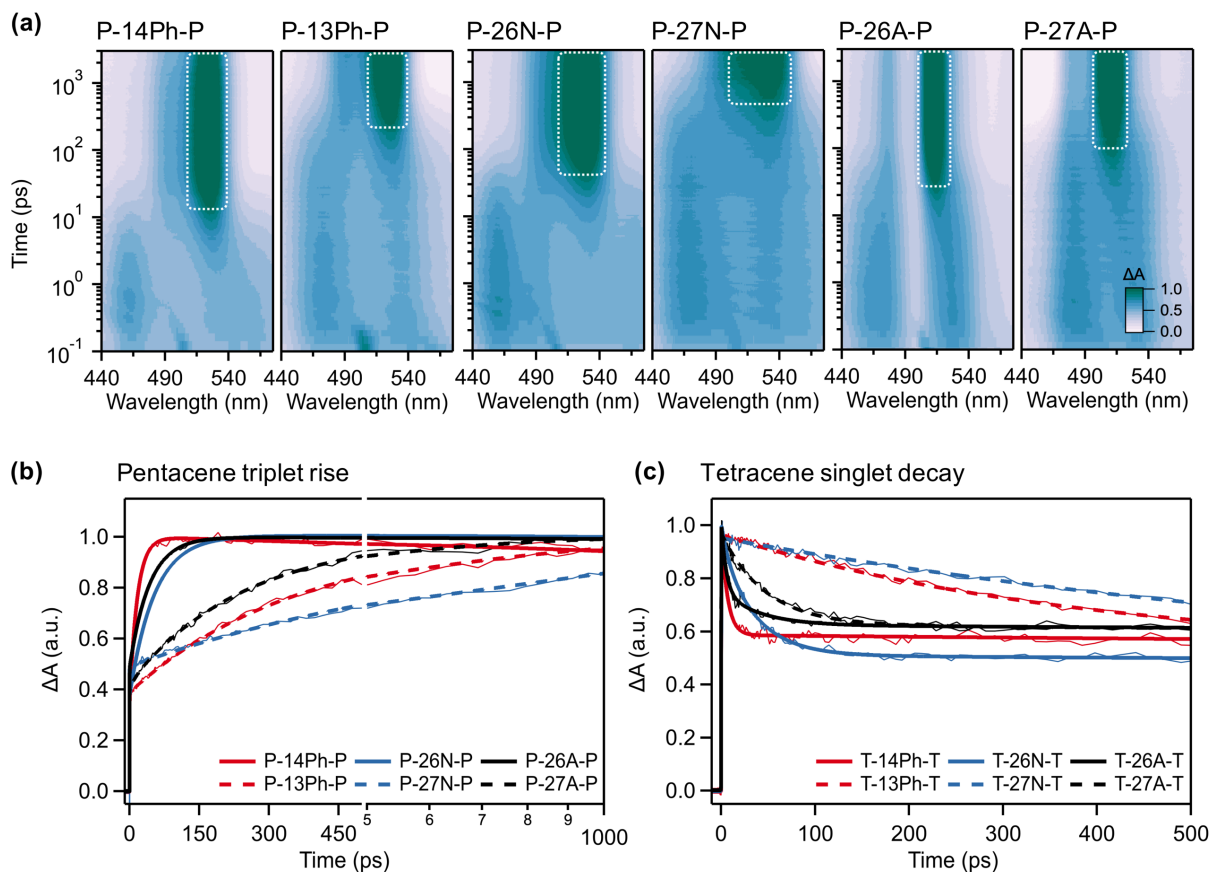 (a)
P-14Ph-P P-13Ph-P P-26N-P P-27N-P P-26A-P P-27A-P
10³
10²
10
1
10⁰
10⁻¹
Time (ps)
ΔA
1.0
0.5
0.0
440 490 540 440 490 540 440 490 540 440 490 540 440 490 540 440 490 540
Wavelength (nm) Wavelength (nm) Wavelength (nm) Wavelength (nm) Wavelength (nm) Wavelength (nm)
(b) Pentacene triplet rise
1.0
0.8
0.6
0.4
0.2
0.0
ΔA (a.u.)
P-14Ph-P P-26N-P P-26A-P
P-13Ph-P P-27N-P P-27A-P
0 150 300 450 5 6 7 8 9 1000
Time (ps)
(c) Tetracene singlet decay
1.0
0.8
0.6
0.4
0.2
0.0
ΔA (a.u.)
T-14Ph-T T-26N-T T-26A-T
T-13Ph-T T-27N-T T-27A-T
0 100 200 300 400 500
Time (ps)